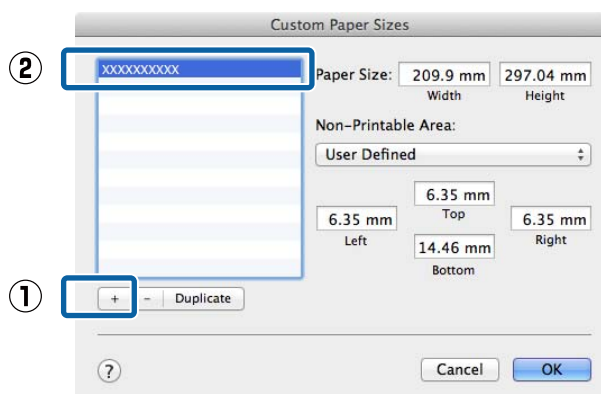 Custom Paper Sizes
② XXXXXXXXXX
Paper Size: 209.9 mm 297.04 mm
Width Height
Non-Printable Area:
User Defined
6.35 mm
Top
6.35 mm 6.35 mm
Left Right
14.46 mm
Bottom
① + - Duplicate
? Cancel OK